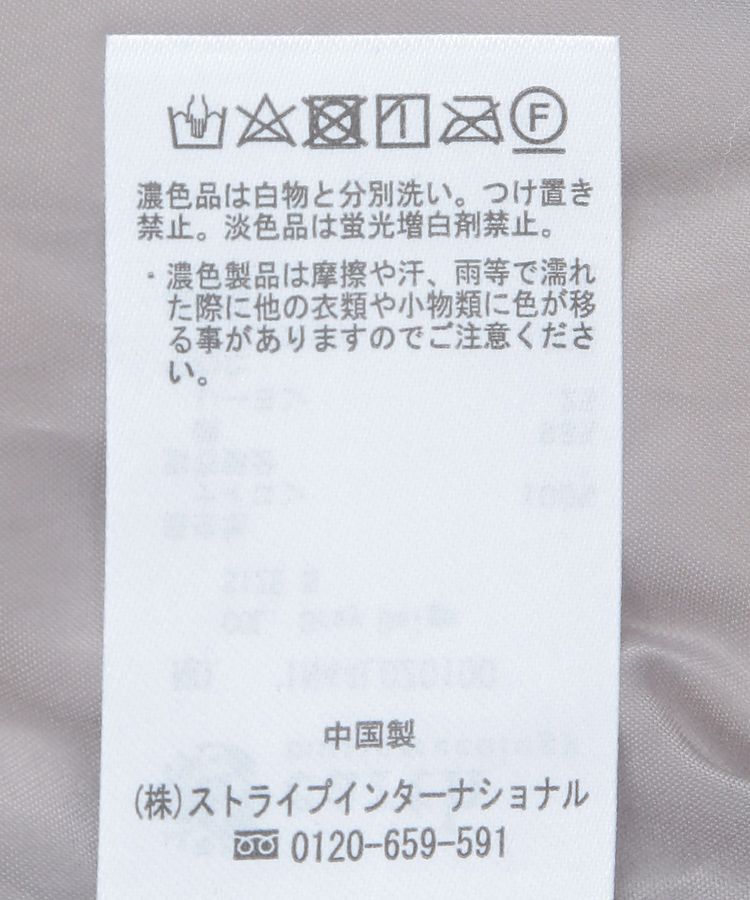 F
濃色品は白物と分別洗い。つけ置き
禁止。淡色品は蛍光増白剤禁止。
・濃色製品は摩擦や汗、雨等で濡れ
た際に他の衣類や小物類に色が移
る事がありますのでご注意くださ
い。
中国製
(株)ストライプインターナショナル
0120-659-591